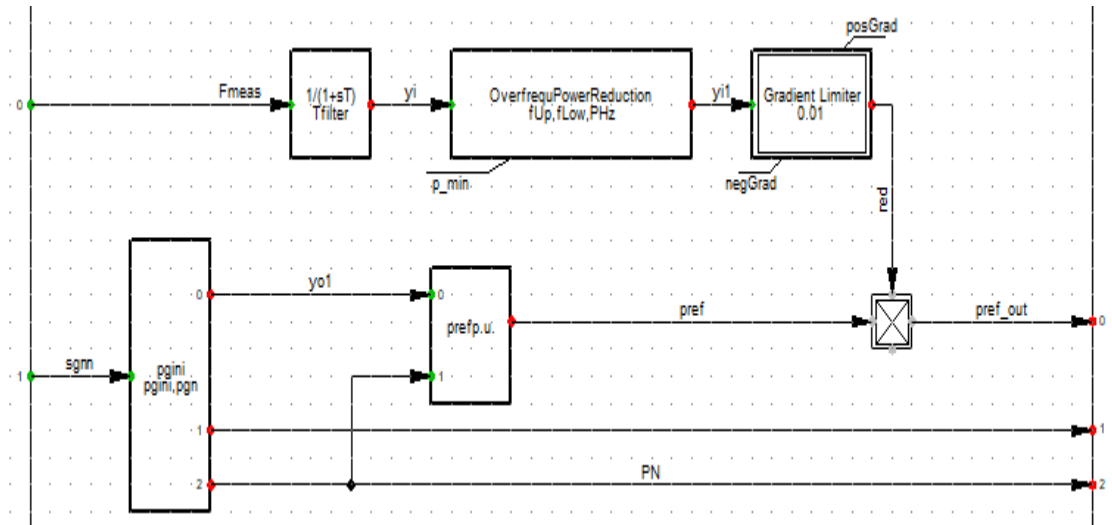 posGrad
0
Fmeas
1/(1+sT)
Tfilter
yi
OverfrequPowerReduction
fUp,fLow,PHz
yi1
Gradient Limiter
0.01
p_min
negGrad
red
0
yo1
0
prefp.u.
pref
pref_out
0
1
sgnn
pgini
pgini,pgn
1
1
1
2
PN
2